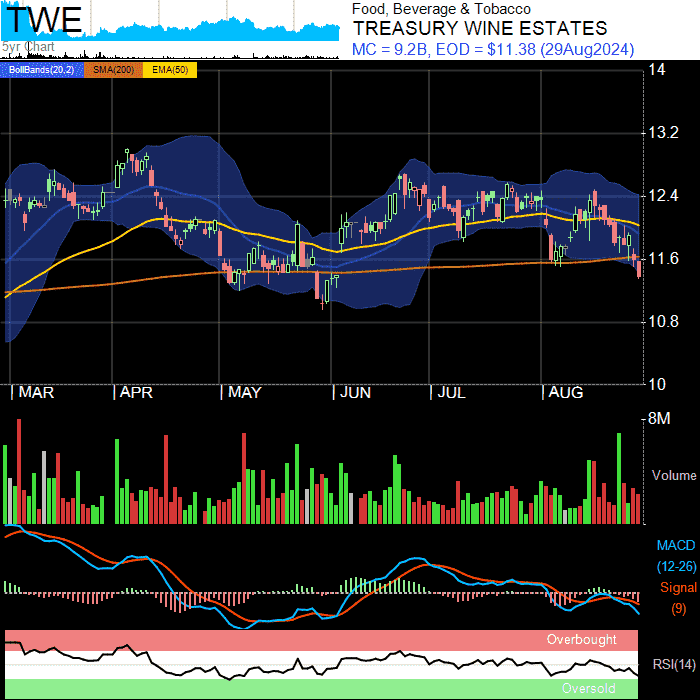 TWE
5yr Chart
Food, Beverage & Tobacco
TREASURY WINE ESTATES
MC = 9.2B, EOD = $11.38 (29Aug2024)
BollBands(20,2) SMA(200) EMA(50)
14
13.2
12.4
11.6
10.8
10
MAR APR MAY JUN JUL AUG
8M
Volume
MACD
(12-26)
Signal
(9)
Overbought
RSI(14)
Oversold